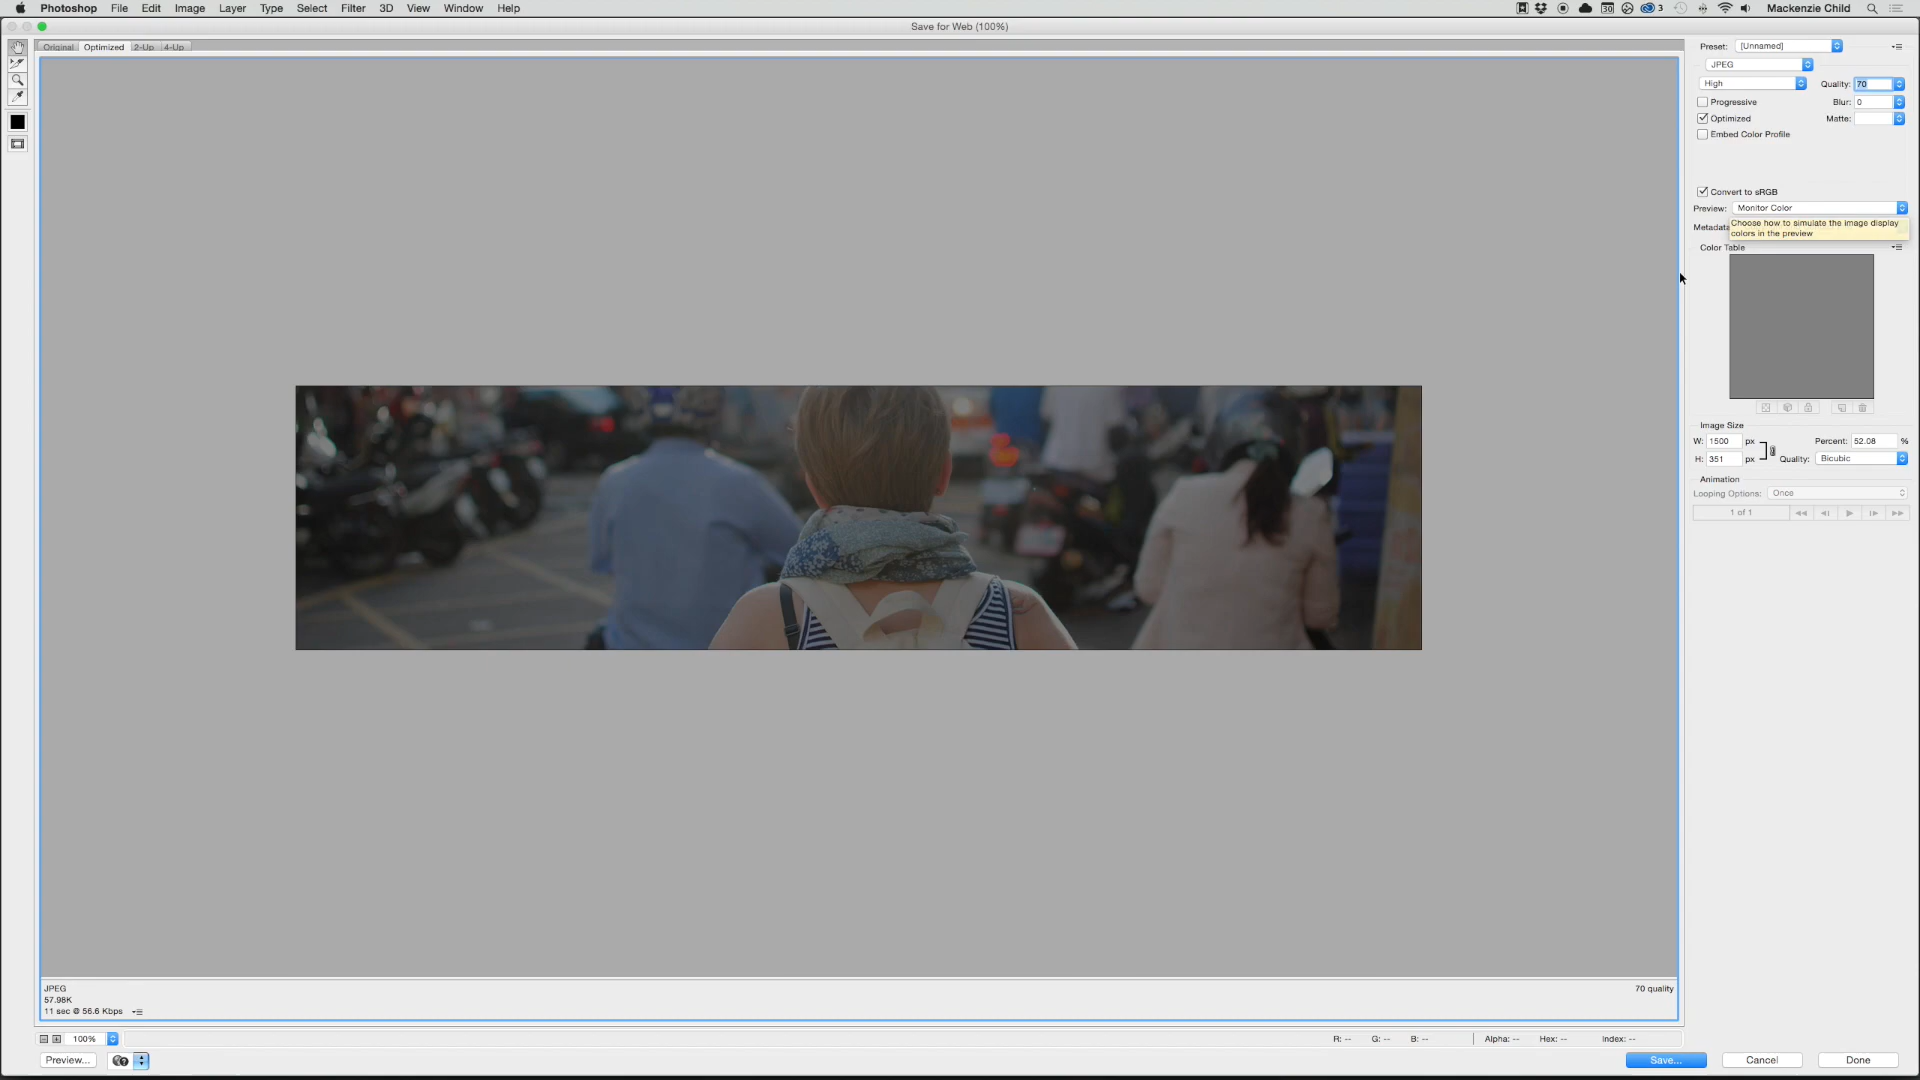 Photoshop File Edit Image Layer Type Select Filter 3D View Window Help 30 3 Mackenzie Child
Save for Web (100%)
Original Optimized 2-Up 4-Up
Preset: [Unnamed]
JPEG
High Quality: 70
Progressive Blur: 0
Optimized Matte:
Embed Color Profile
Convert to sRGB
Preview: Monitor Color
Metadata
Choose how to simulate the image display
colors in the preview
Color Table
Image Size
W: 1500 px Percent: 52.08 %
H: 351 px Quality: Bicubic
Animation
Looping Options: Once
1 of 1
JPEG
57.98K
11 sec @ 56.6 Kbps
70 quality
100% R: -- G: -- B: -- Alpha: -- Hex: -- Index: --
Preview... Save... Cancel Done